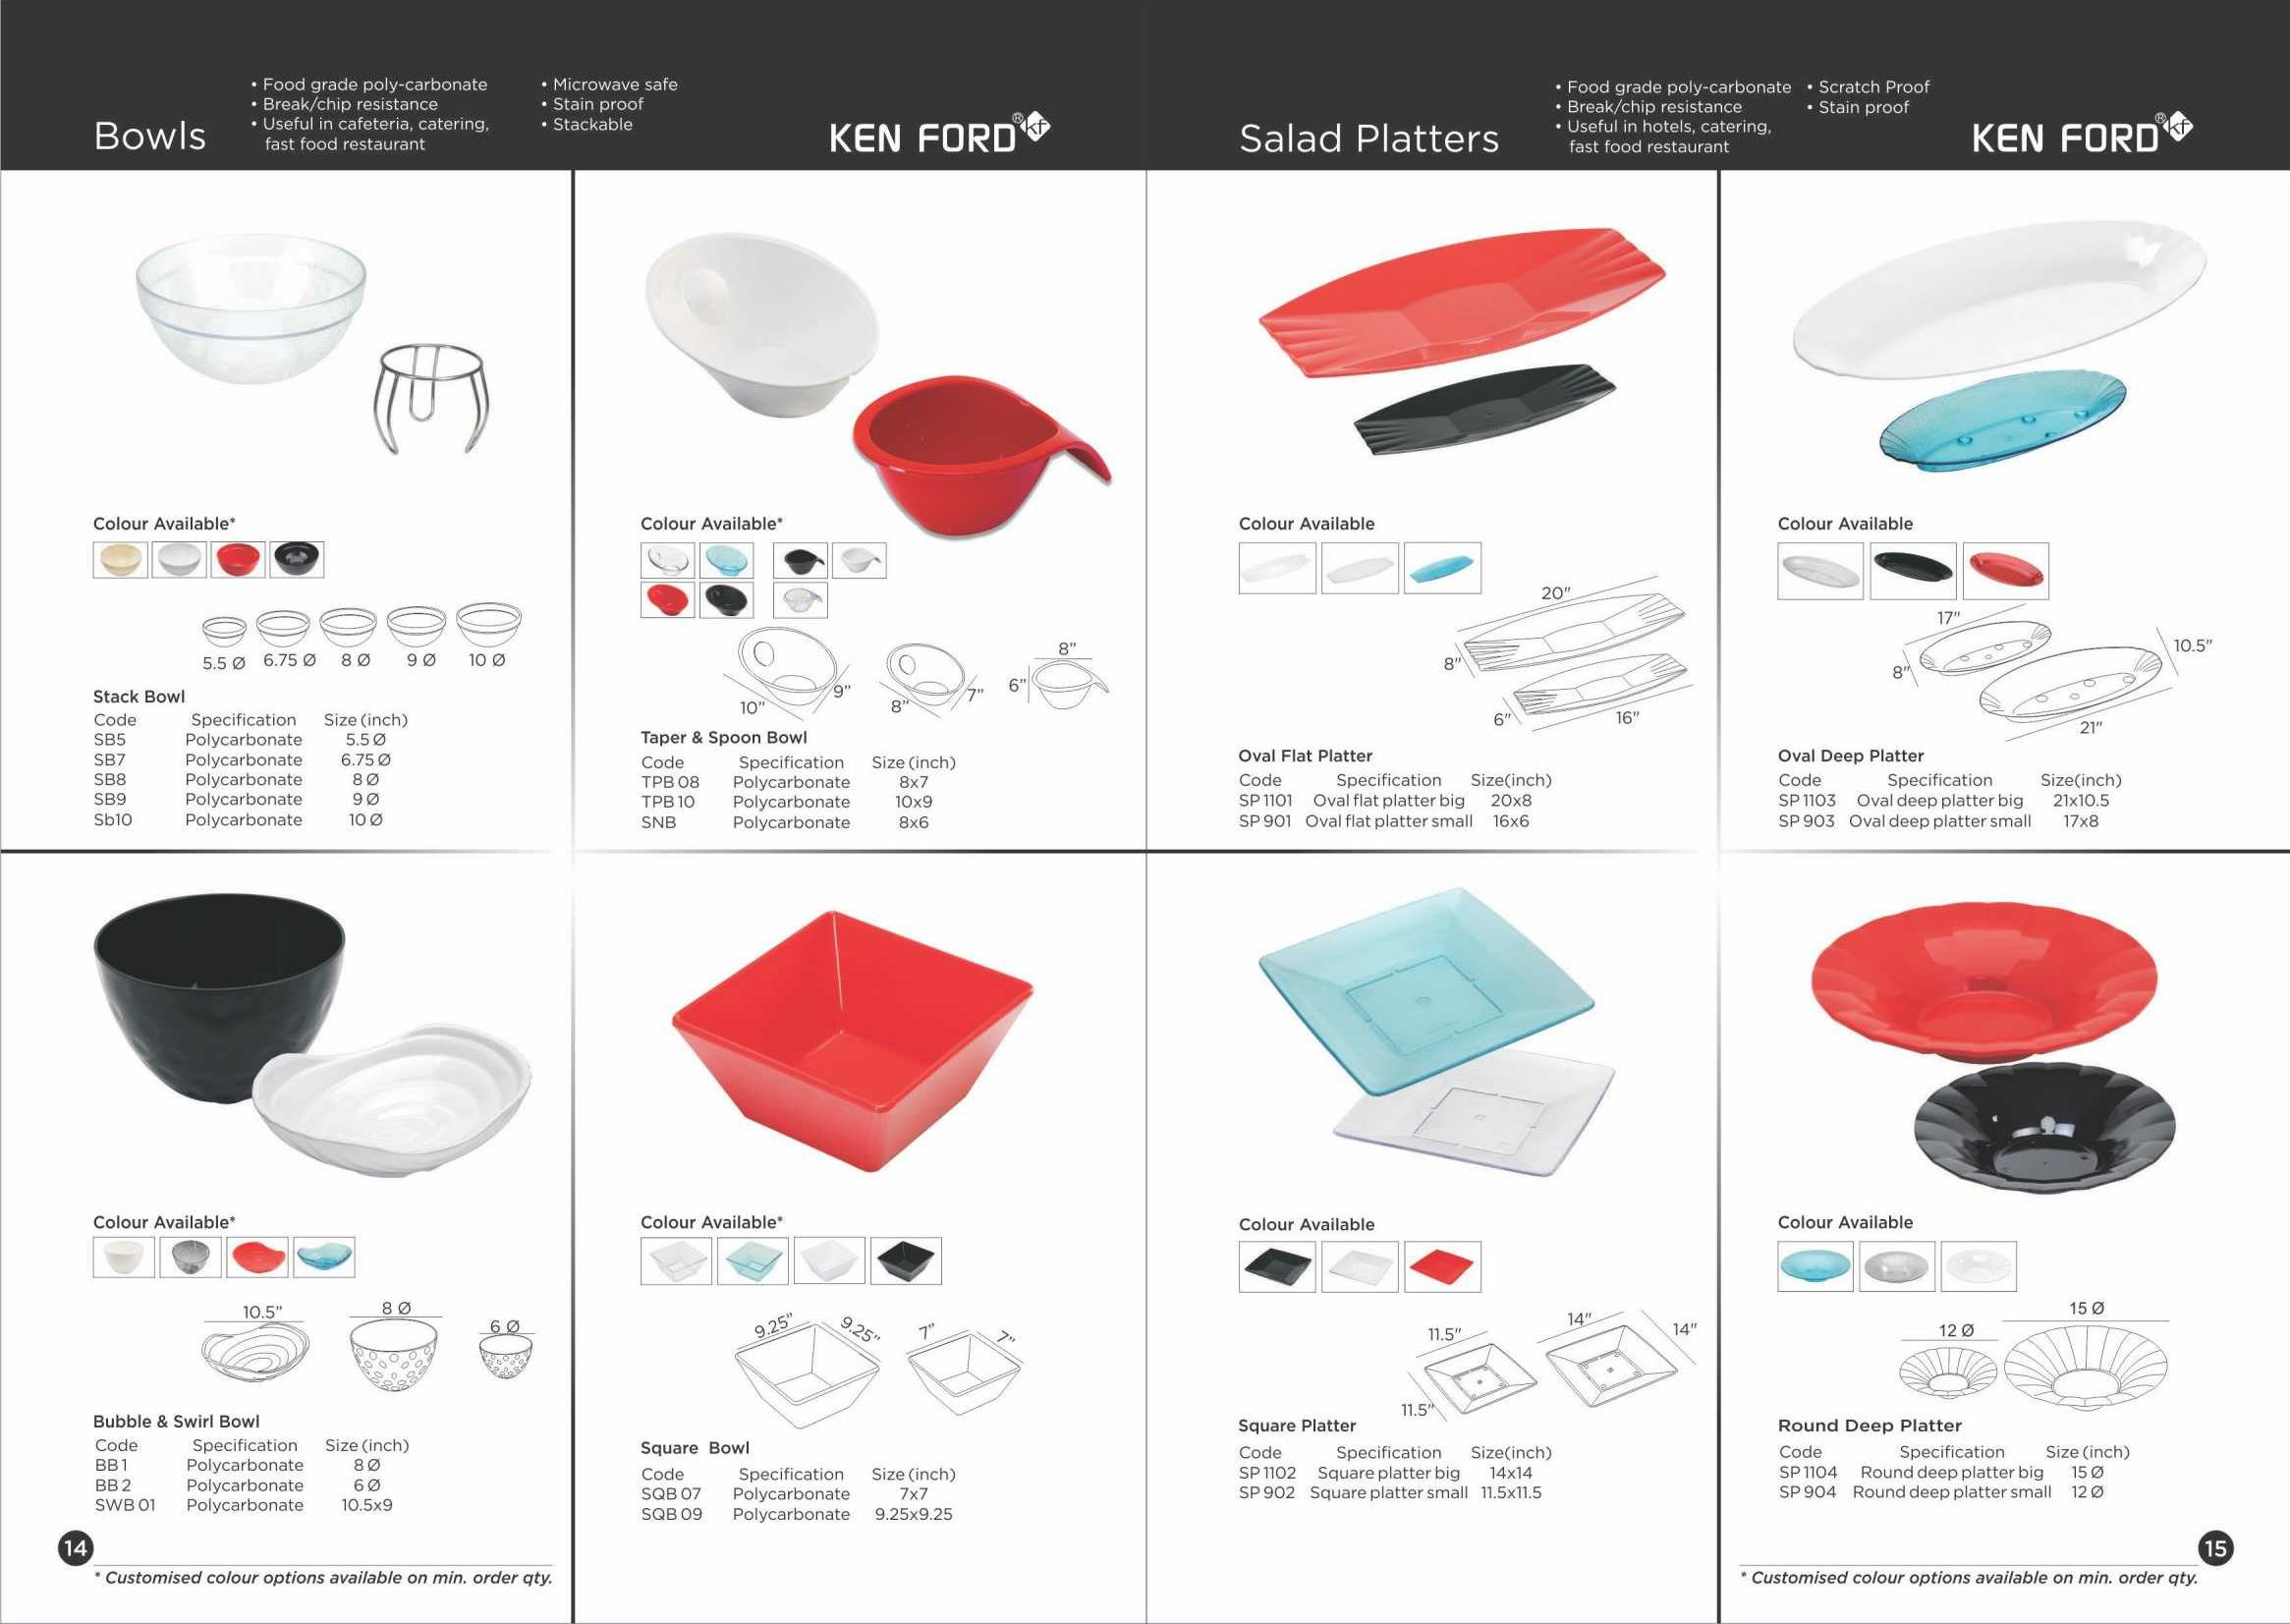 Bowls
• Food grade poly-carbonate
• Break/chip resistance
• Useful in cafeteria, catering,
fast food restaurant
• Microwave safe
• Stain proof
• Stackable
KEN FORD® kf
Colour Available*
5.5 Ø 6.75 Ø 8 Ø 9 Ø 10 Ø
Stack Bowl
Code Specification Size (inch)
SB5 Polycarbonate 5.5 Ø
SB7 Polycarbonate 6.75 Ø
SB8 Polycarbonate 8 Ø
SB9 Polycarbonate 9 Ø
Sb10 Polycarbonate 10 Ø
Colour Available*
10" 9" 8" 7" 6" 8"
Taper & Spoon Bowl
Code Specification Size (inch)
TPB 08 Polycarbonate 8x7
TPB 10 Polycarbonate 10x9
SNB Polycarbonate 8x6
Colour Available*
10.5" 8 Ø 6 Ø
Bubble & Swirl Bowl
Code Specification Size (inch)
BB 1 Polycarbonate 8 Ø
BB 2 Polycarbonate 6 Ø
SWB 01 Polycarbonate 10.5x9
Colour Available*
9.25" 9.25" 7" 7"
Square Bowl
Code Specification Size (inch)
SQB 07 Polycarbonate 7x7
SQB 09 Polycarbonate 9.25x9.25
14
* Customised colour options available on min. order qty.
Salad Platters
• Food grade poly-carbonate
• Break/chip resistance
• Useful in hotels, catering,
fast food restaurant
• Scratch Proof
• Stain proof
KEN FORD® kf
Colour Available
20"
8"
6" 16"
Oval Flat Platter
Code Specification Size(inch)
SP 1101 Oval flat platter big 20x8
SP 901 Oval flat platter small 16x6
Colour Available
17"
10.5"
8"
21"
Oval Deep Platter
Code Specification Size(inch)
SP 1103 Oval deep platter big 21x10.5
SP 903 Oval deep platter small 17x8
Colour Available
14"
11.5" 14"
11.5"
Square Platter
Code Specification Size(inch)
SP 1102 Square platter big 14x14
SP 902 Square platter small 11.5x11.5
Colour Available
15 Ø
12 Ø
Round Deep Platter
Code Specification Size (inch)
SP 1104 Round deep platter big 15 Ø
SP 904 Round deep platter small 12 Ø
15
* Customised colour options available on min. order qty.